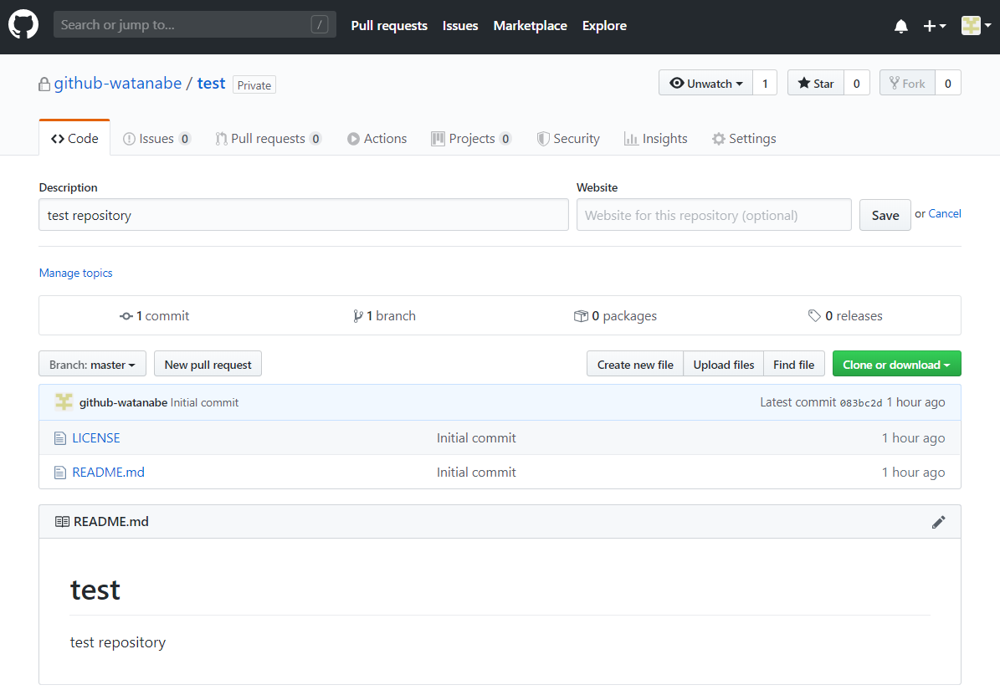 Search or jump to... / Pull requests Issues Marketplace Explore
github-watanabe / test Private Unwatch 1 Star 0 Fork 0
Code Issues 0 Pull requests 0 Actions Projects 0 Security Insights Settings
Description Website
test repository Website for this repository (optional) Save or Cancel
Manage topics
1 commit 1 branch 0 packages 0 releases
Branch: master New pull request Create new file Upload files Find file Clone or download
github-watanabe Initial commit Latest commit 083bc2d 1 hour ago
LICENSE Initial commit 1 hour ago
README.md Initial commit 1 hour ago
README.md
test
test repository